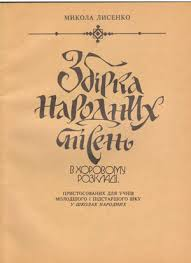 МИКОЛА ЛИСЕНКО
Збірка
народних
пісень
В ХОРОВОМУ
РОЗКЛАДІ,
ПРИСТОСОВАНИХ ДЛЯ УЧНІВ
МОЛОДШОГО І ПІДСТАРШОГО ВІКУ
У ШКОЛАХ НАРОДНИХ